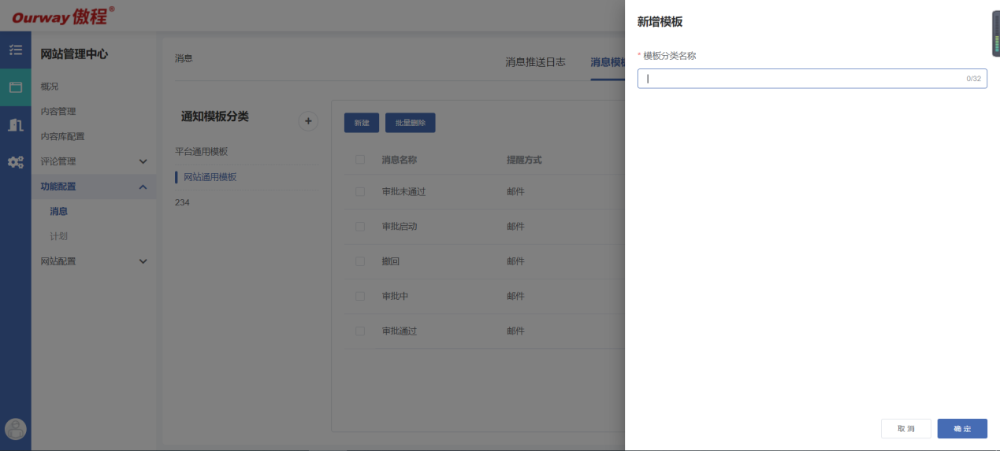 Ourway 傲程®
网站管理中心
概况
内容管理
内容库配置
评论管理
功能配置
消息
计划
网站配置
消息
消息推送日志
消息模板
通知模板分类
+
平台通用模板
网站通用模板
234
新建
批量删除
消息名称
提醒方式
审批未通过
邮件
审批启动
邮件
撤回
邮件
审批中
邮件
审批通过
邮件
新增模板
* 模板分类名称
0/32
取消
确定